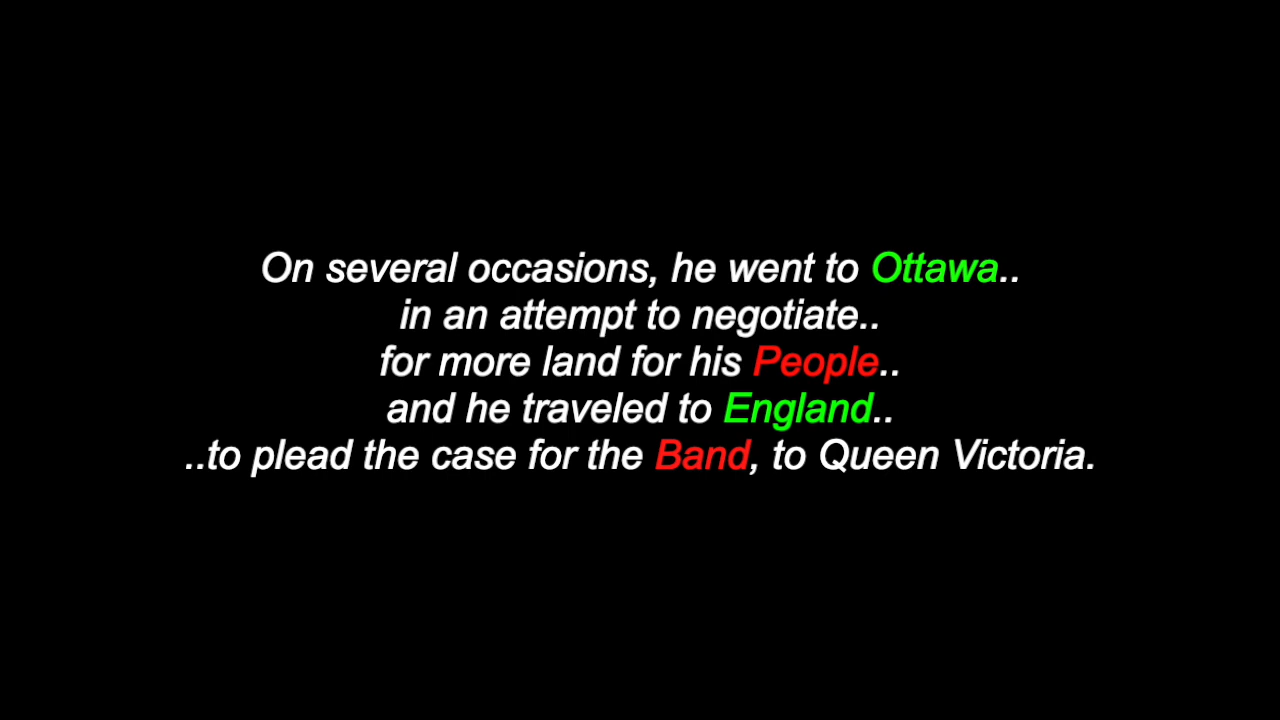 On several occasions, he went to Ottawa..
in an attempt to negotiate..
for more land for his People..
and he traveled to England..
..to plead the case for the Band, to Queen Victoria.